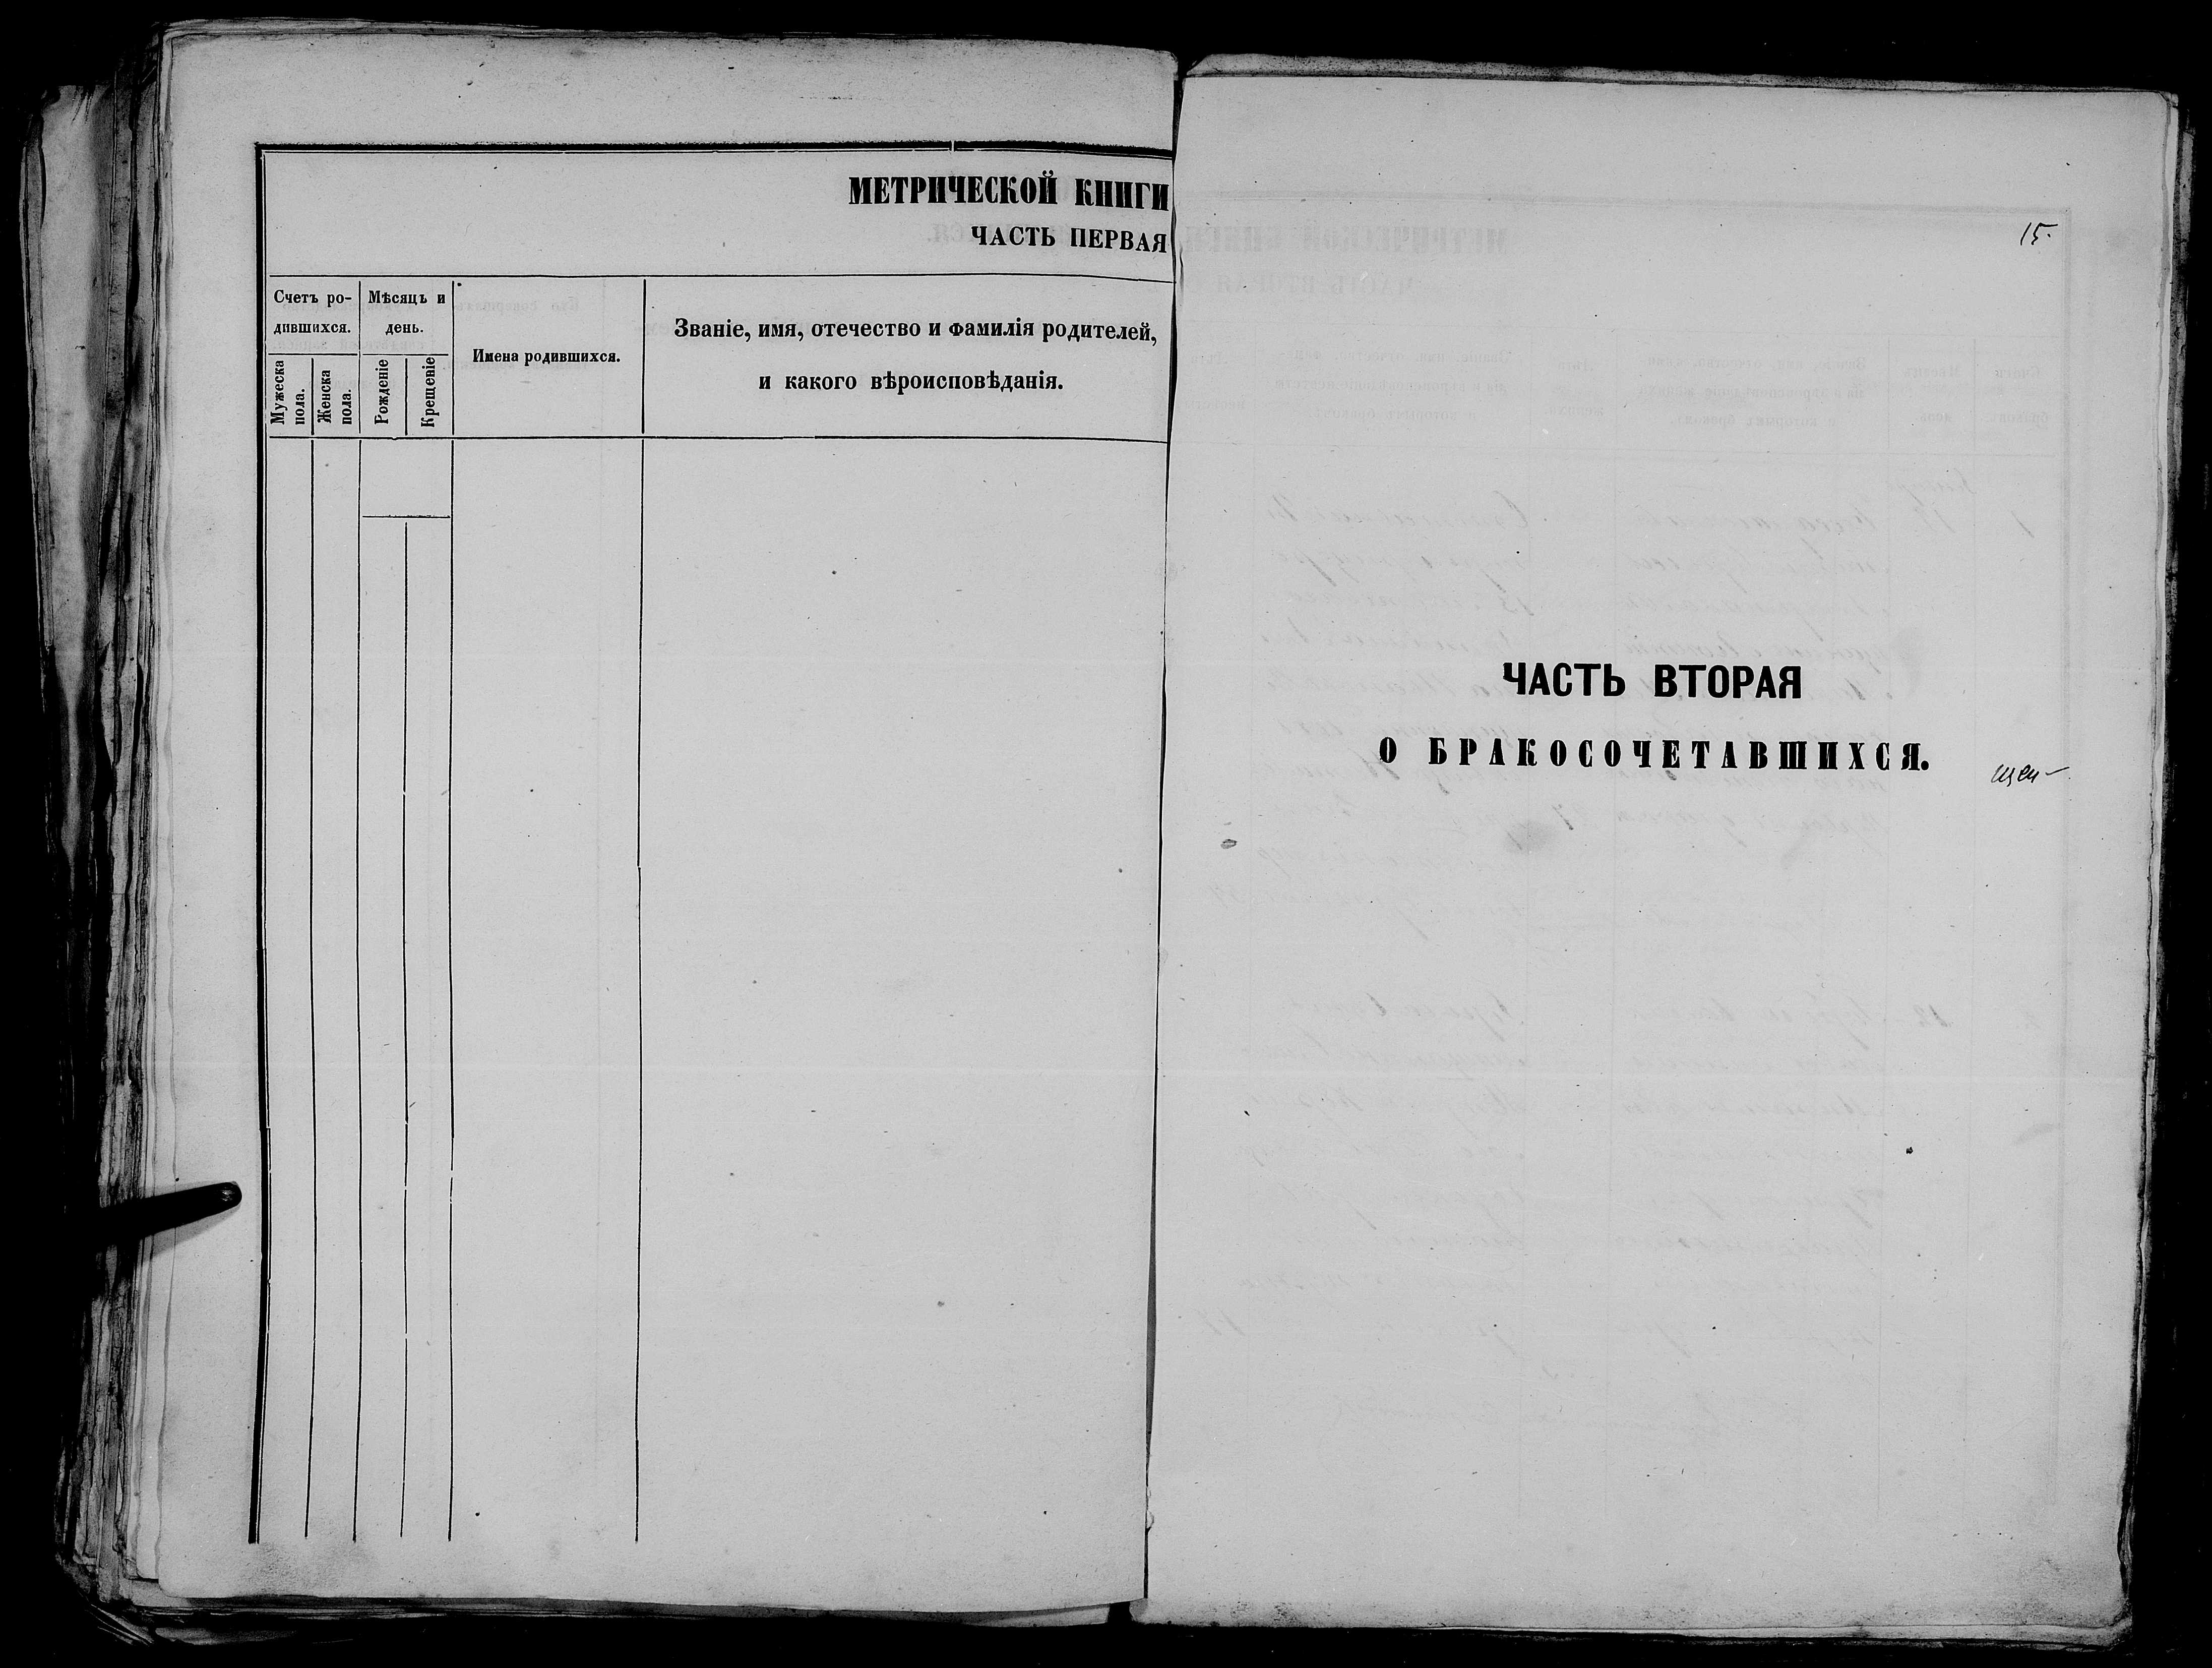 МЕТРИЧЕСКОЙ КНИГИ
ЧАСТЬ ПЕРВАЯ
Счетъ ро-
дившихся.
Мужеска
пола.
Женска
пола.
Мѣсяцъ и
день.
Рожденіе
Крещеніе
Имена родившихся.
Званіе, имя, отечество и фамилія родителей,
и какого вѣроисповѣданія.
15.
ЧАСТЬ ВТОРАЯ
О БРАКОСОЧЕТАВШИХСЯ.